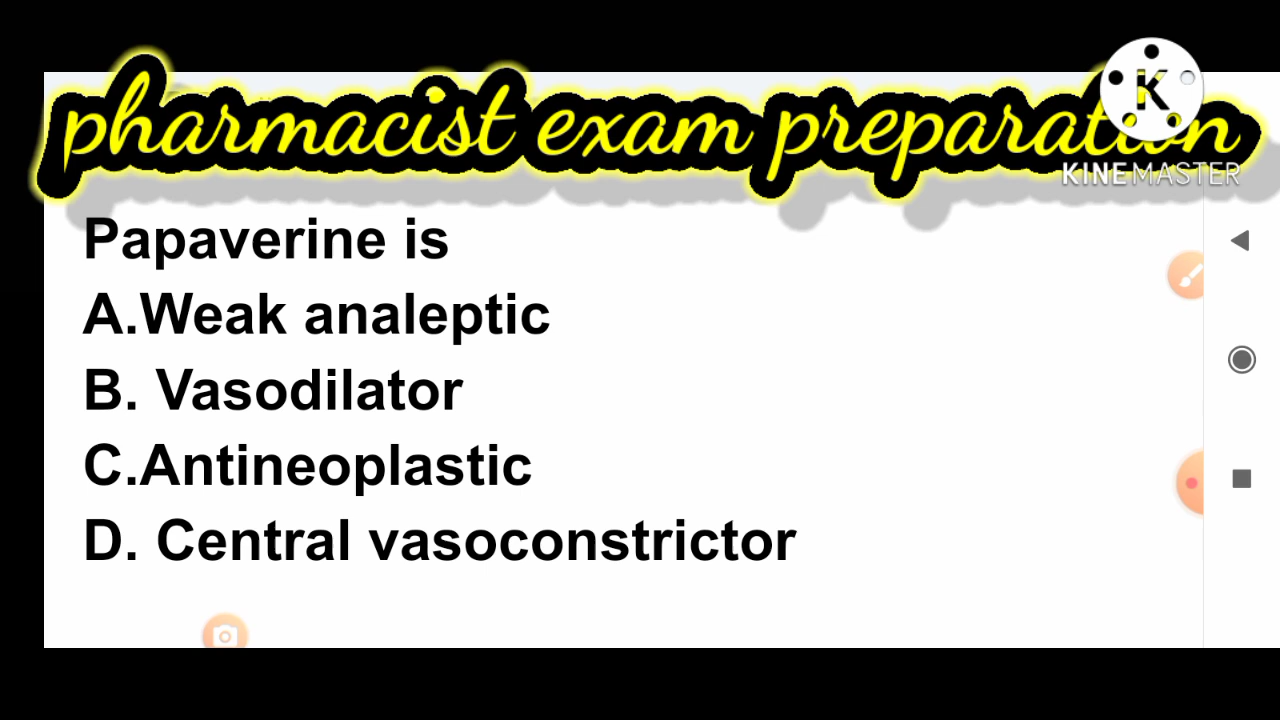 pharmacist exam preparation
K
KINEMASTER
Papaverine is
A.Weak analeptic
B. Vasodilator
C.Antineoplastic
D. Central vasoconstrictor